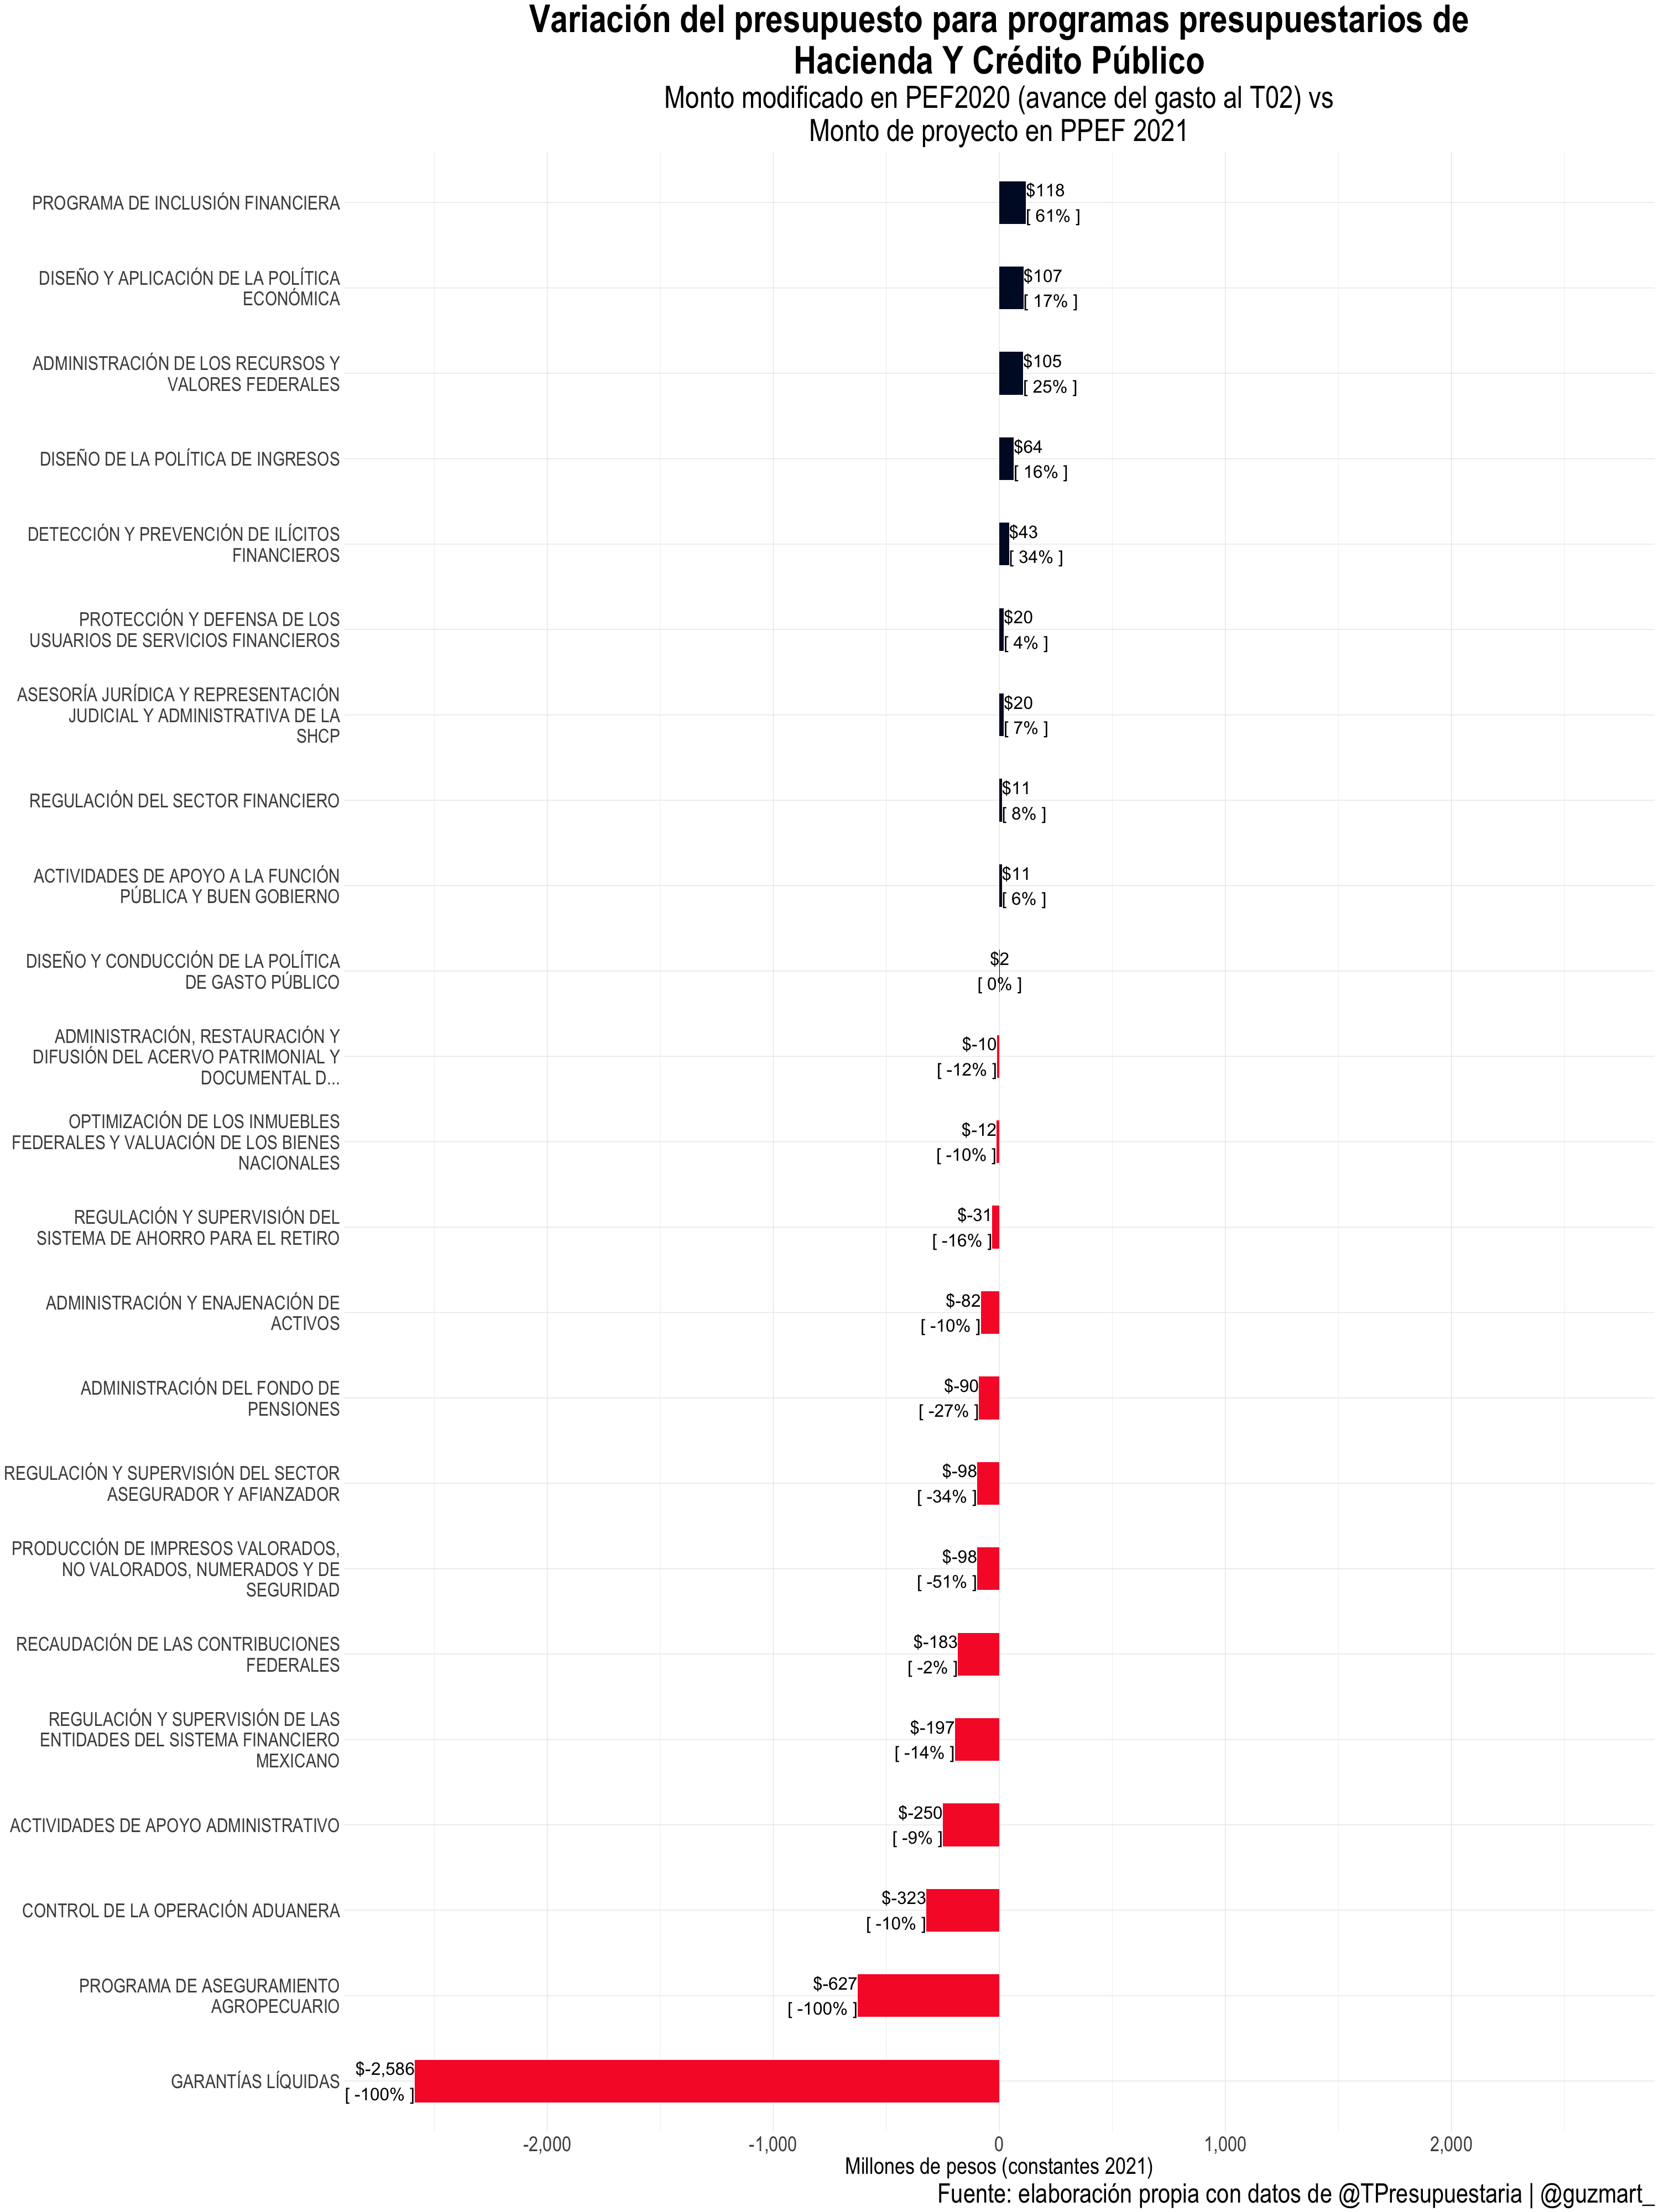 Variación del presupuesto para programas presupuestarios de
Hacienda Y Crédito Público
Monto modificado en PEF2020 (avance del gasto al T02) vs
Monto de proyecto en PPEF 2021
PROGRAMA DE INCLUSIÓN FINANCIERA
$118
[ 61% ]
DISEÑO Y APLICACIÓN DE LA POLÍTICA
ECONÓMICA
$107
[ 17% ]
ADMINISTRACIÓN DE LOS RECURSOS Y
VALORES FEDERALES
$105
[ 25% ]
DISEÑO DE LA POLÍTICA DE INGRESOS
$64
[ 16% ]
DETECCIÓN Y PREVENCIÓN DE ILÍCITOS
FINANCIEROS
$43
[ 34% ]
PROTECCIÓN Y DEFENSA DE LOS
USUARIOS DE SERVICIOS FINANCIEROS
$20
[ 4% ]
ASESORÍA JURÍDICA Y REPRESENTACIÓN
JUDICIAL Y ADMINISTRATIVA DE LA
SHCP
$20
[ 7% ]
REGULACIÓN DEL SECTOR FINANCIERO
$11
[ 8% ]
ACTIVIDADES DE APOYO A LA FUNCIÓN
PÚBLICA Y BUEN GOBIERNO
$11
[ 6% ]
DISEÑO Y CONDUCCIÓN DE LA POLÍTICA
DE GASTO PÚBLICO
$2
[ 0% ]
ADMINISTRACIÓN, RESTAURACIÓN Y
DIFUSIÓN DEL ACERVO PATRIMONIAL Y
DOCUMENTAL D...
$-10
[ -12% ]
OPTIMIZACIÓN DE LOS INMUEBLES
FEDERALES Y VALUACIÓN DE LOS BIENES
NACIONALES
$-12
[ -10% ]
REGULACIÓN Y SUPERVISIÓN DEL
SISTEMA DE AHORRO PARA EL RETIRO
$-31
[ -16% ]
ADMINISTRACIÓN Y ENAJENACIÓN DE
ACTIVOS
$-82
[ -10% ]
ADMINISTRACIÓN DEL FONDO DE
PENSIONES
$-90
[ -27% ]
REGULACIÓN Y SUPERVISIÓN DEL SECTOR
ASEGURADOR Y AFIANZADOR
$-98
[ -34% ]
PRODUCCIÓN DE IMPRESOS VALORADOS,
NO VALORADOS, NUMERADOS Y DE
SEGURIDAD
$-98
[ -51% ]
RECAUDACIÓN DE LAS CONTRIBUCIONES
FEDERALES
$-183
[ -2% ]
REGULACIÓN Y SUPERVISIÓN DE LAS
ENTIDADES DEL SISTEMA FINANCIERO
MEXICANO
$-197
[ -14% ]
ACTIVIDADES DE APOYO ADMINISTRATIVO
$-250
[ -9% ]
CONTROL DE LA OPERACIÓN ADUANERA
$-323
[ -10% ]
PROGRAMA DE ASEGURAMIENTO
AGROPECUARIO
$-627
[ -100% ]
GARANTÍAS LÍQUIDAS
$-2,586
[ -100% ]
-2,000 -1,000 0 1,000 2,000
Millones de pesos (constantes 2021)
Fuente: elaboración propia con datos de @TPresupuestaria | @guzmart_